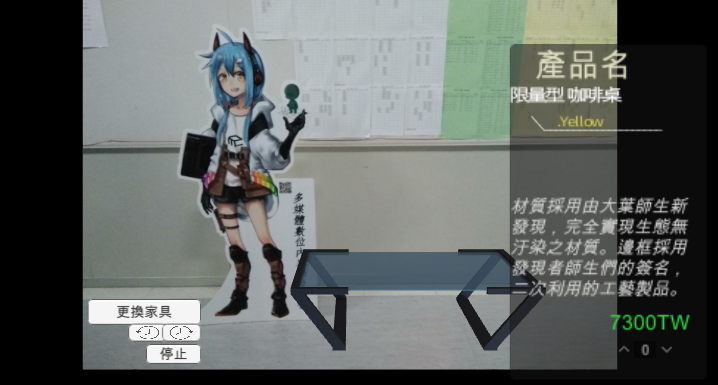 產品名
限量型 咖啡桌
.Yellow
材質採用由大葉師生新
發現，完全實現生態無
汙染之材質。邊框採用
發現者師生們的簽名，
二次利用的工藝製品。
7300TW
0
多媒體數位內
更換家具
停止